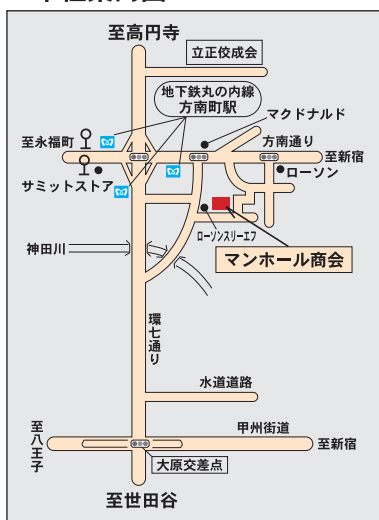 至高円寺
立正佼成会
地下鉄丸の内線
方南町駅
マクドナルド
至永福町
方南通り
至新宿
サミットストア
ローソン
ローソンスリーエフ
神田川
マンホール商会
環七通り
水道道路
至八王子
甲州街道
至新宿
大原交差点
至世田谷